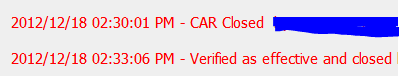 2012/12/18 02:30:01 PM - CAR Closed
2012/12/18 02:33:06 PM - Verified as effective and closed